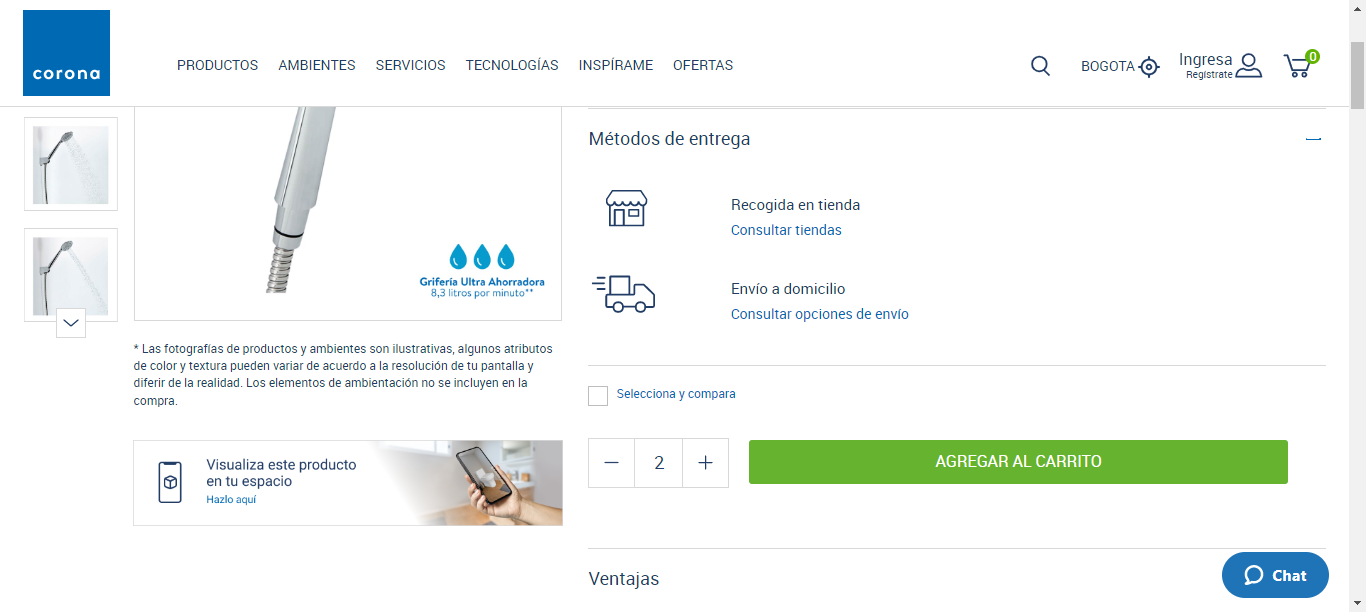 corona
PRODUCTOS AMBIENTES SERVICIOS TECNOLOGÍAS INSPÍRAME OFERTAS
BOGOTA
Ingresa
Regístrate
0
Grifería Ultra Ahorradora
8,3 litros por minuto**
* Las fotografías de productos y ambientes son ilustrativas, algunos atributos
de color y textura pueden variar de acuerdo a la resolución de tu pantalla y
diferir de la realidad. Los elementos de ambientación no se incluyen en la
compra.
Visualiza este producto
en tu espacio
Hazlo aquí
Métodos de entrega
Recogida en tienda
Consultar tiendas
Envío a domicilio
Consultar opciones de envío
Selecciona y compara
2
AGREGAR AL CARRITO
Ventajas
Chat